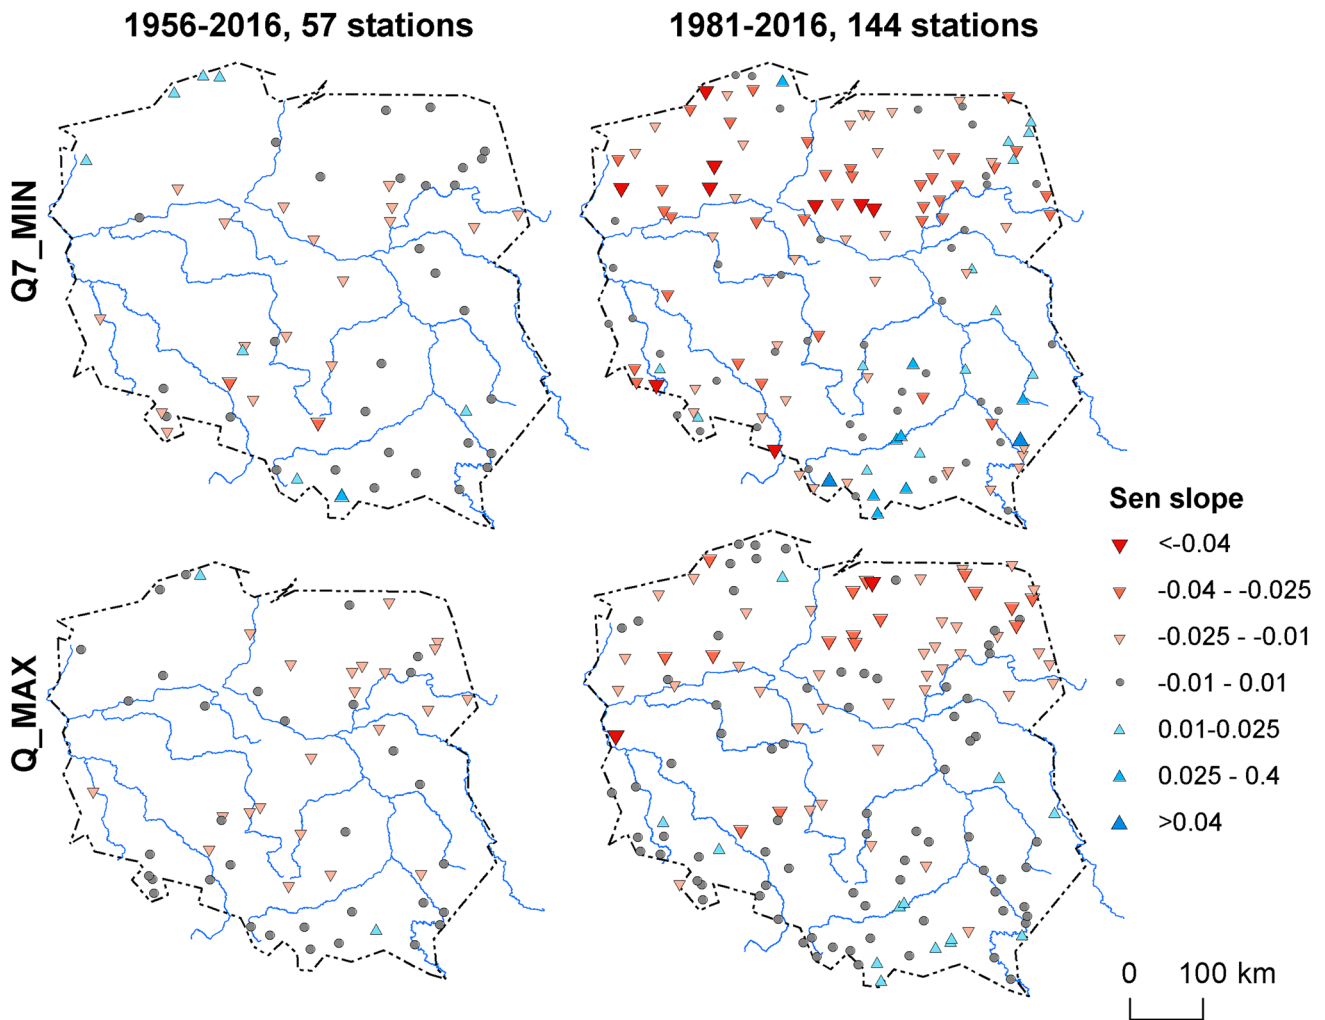 1956-2016, 57 stations
1981-2016, 144 stations
Q7_MIN
Q_MAX
Sen slope
<-0.04
-0.04 - -0.025
-0.025 - -0.01
-0.01 - 0.01
0.01-0.025
0.025 - 0.4
>0.04
0 100 km